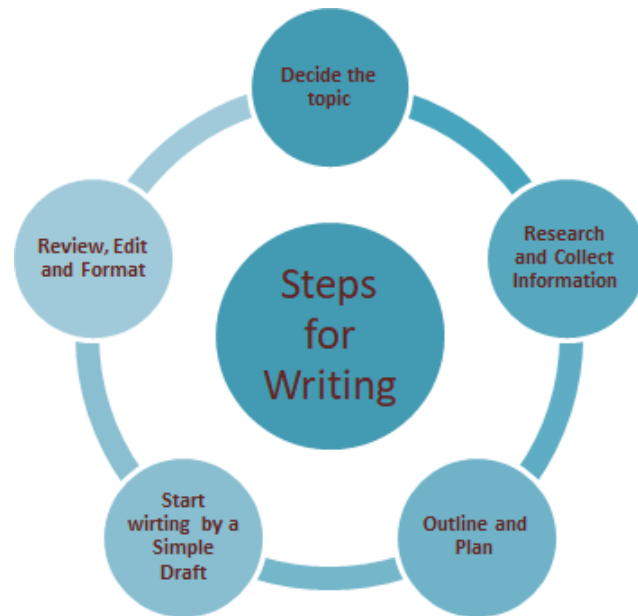 Decide the
topic
Research
and Collect
Information
Outline and
Plan
Start
wirting by a
Simple
Draft
Review, Edit
and Format
Steps
for
Writing